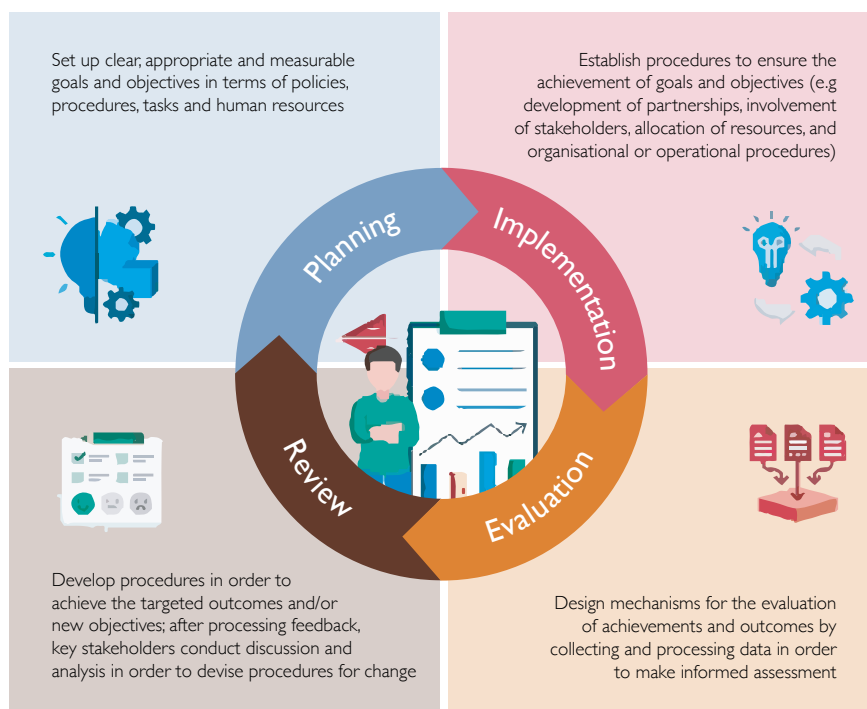 Set up clear, appropriate and measurable
goals and objectives in terms of policies,
procedures, tasks and human resources
Establish procedures to ensure the
achievement of goals and objectives (e.g
development of partnerships, involvement
of stakeholders, allocation of resources, and
organisational or operational procedures)
Planning
Implementation
Review
Evaluation
Develop procedures in order to
achieve the targeted outcomes and/or
new objectives; after processing feedback,
key stakeholders conduct discussion and
analysis in order to devise procedures for change
Design mechanisms for the evaluation
of achievements and outcomes by
collecting and processing data in order
to make informed assessment